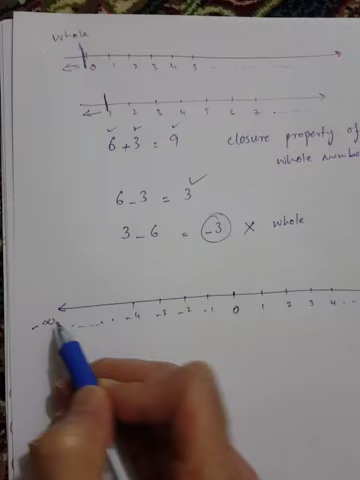 whole
0 1 2 3 4 5 ..........
1 2 3 4 5 6 7 ........
6 + 3 = 9 closure property of
whole number
6 - 3 = 3
3 - 6 = -3 × whole
-∞ ........ -4 -3 -2 -1 0 1 2 3 4 ...